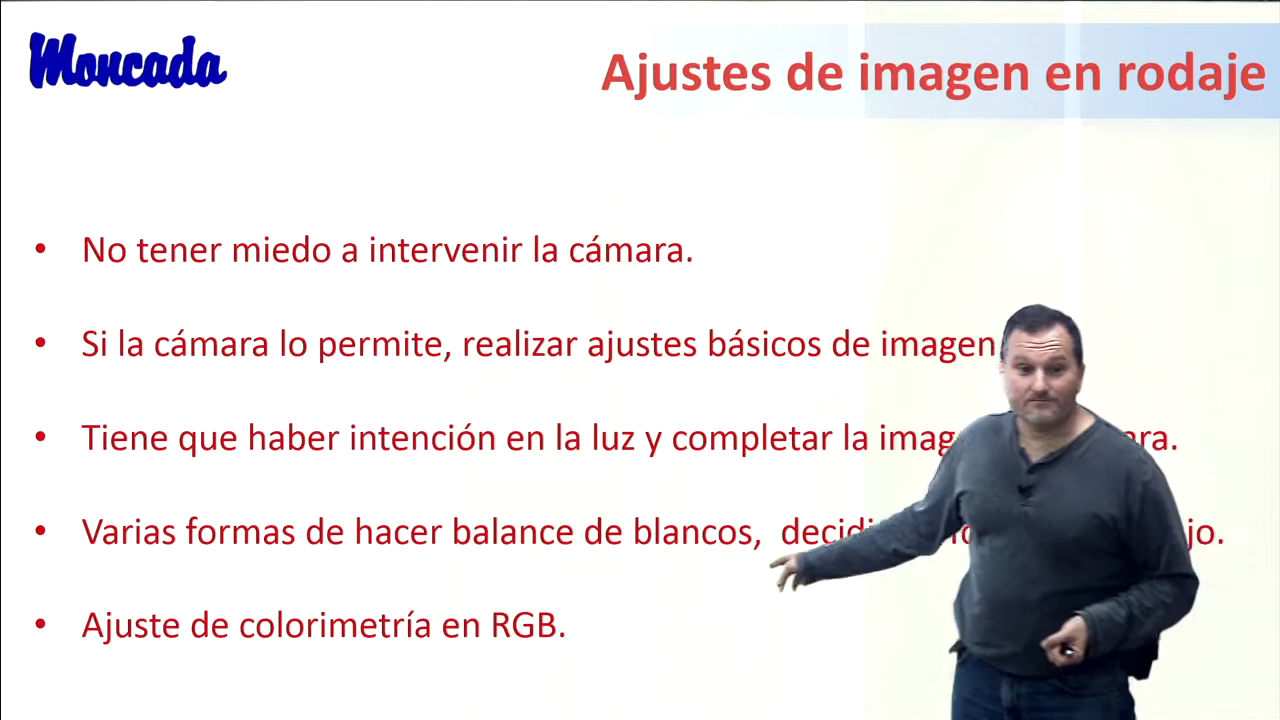 Moncada
Ajustes de imagen en rodaje
• No tener miedo a intervenir la cámara.
• Si la cámara lo permite, realizar ajustes básicos de imagen
• Tiene que haber intención en la luz y completar la
• Varias formas de hacer balance de blancos,
• Ajuste de colorimetría en RGB.